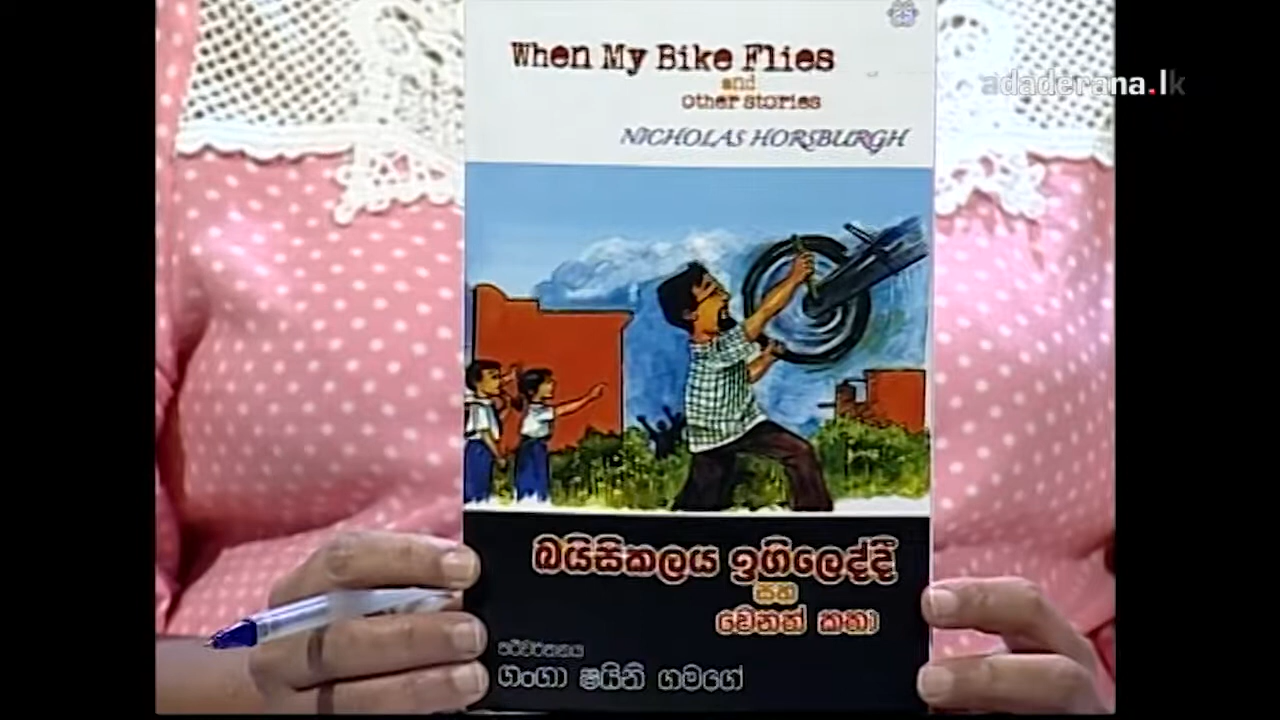 When My Bike Flies
and
other stories
NICHOLAS HORSBURGH
adaderana.lk
බයිසිකලය ඉගිලෙද්දී
සහ
වෙනත් කතා
පරිවර්තනය
ගංගා ෂයිනි ගමගේ